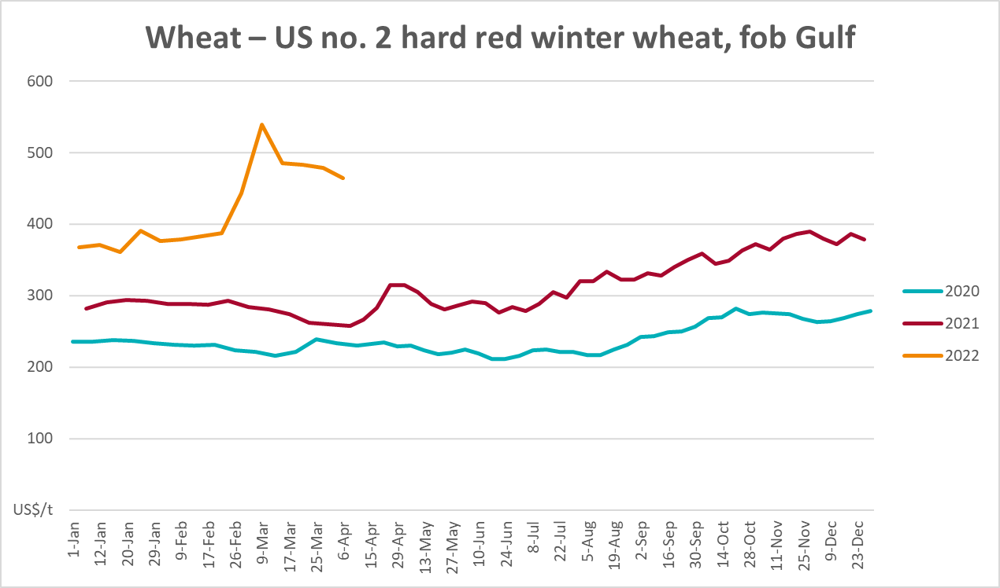 Wheat – US no. 2 hard red winter wheat, fob Gulf
600
500
400
300
200
100
US$/t
2020
2021
2022
1-Jan
12-Jan
20-Jan
29-Jan
9-Feb
17-Feb
26-Feb
9-Mar
17-Mar
25-Mar
6-Apr
15-Apr
29-Apr
13-May
27-May
10-Jun
24-Jun
8-Jul
22-Jul
5-Aug
19-Aug
2-Sep
16-Sep
30-Sep
14-Oct
28-Oct
11-Nov
25-Nov
9-Dec
23-Dec